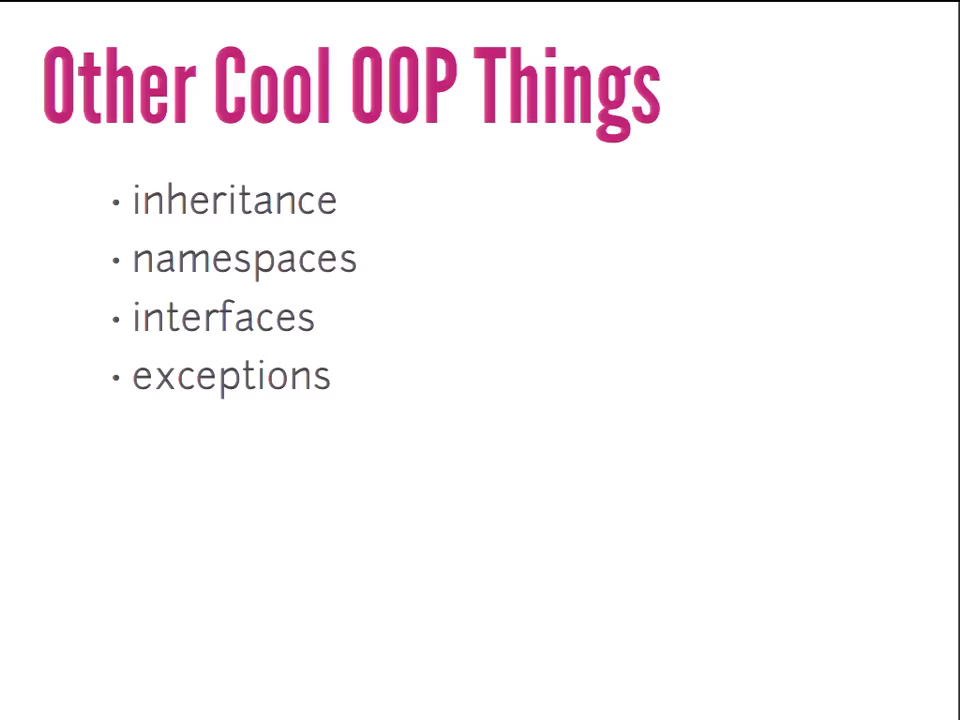 Other Cool OOP Things
• inheritance
• namespaces
• interfaces
• exceptions